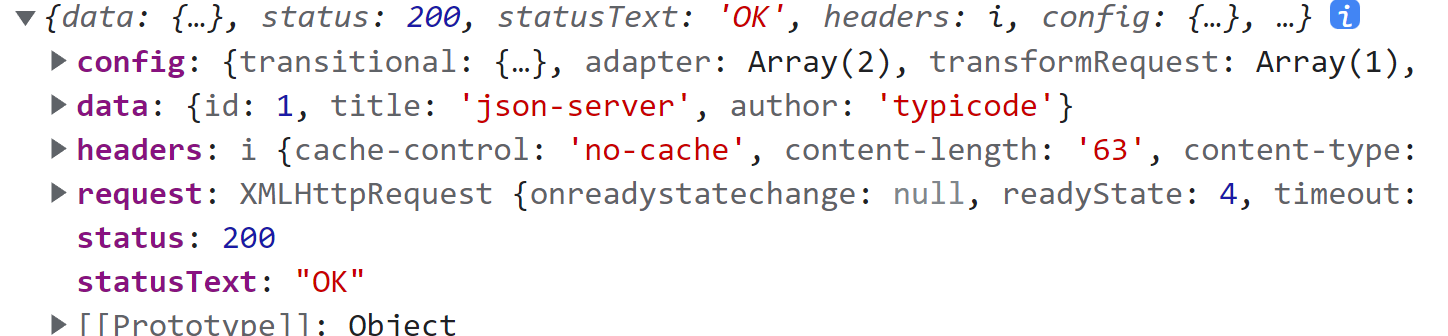 ▼{data: {…}, status: 200, statusText: 'OK', headers: i, config: {…}, …} i
▶config: {transitional: {…}, adapter: Array(2), transformRequest: Array(1),
▶data: {id: 1, title: 'json-server', author: 'typicode'}
▶headers: i {cache-control: 'no-cache', content-length: '63', content-type:
▶request: XMLHttpRequest {onreadystatechange: null, readyState: 4, timeout:
status: 200
statusText: "OK"
▶[[Prototype]]: Object